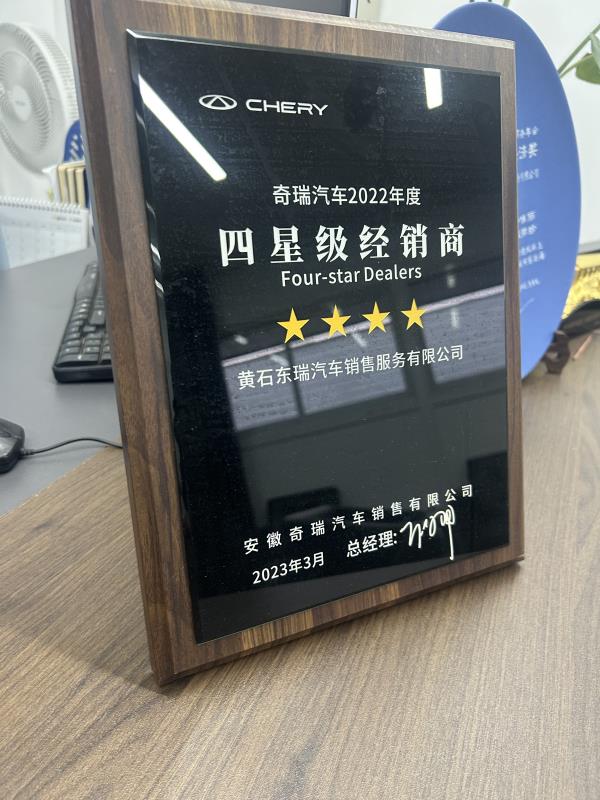 CHERY
奇瑞汽车2022年度
四星级经销商
Four-star Dealers
黄石东瑞汽车销售服务有限公司
安徽奇瑞汽车销售有限公司
总经理:
2023年3月